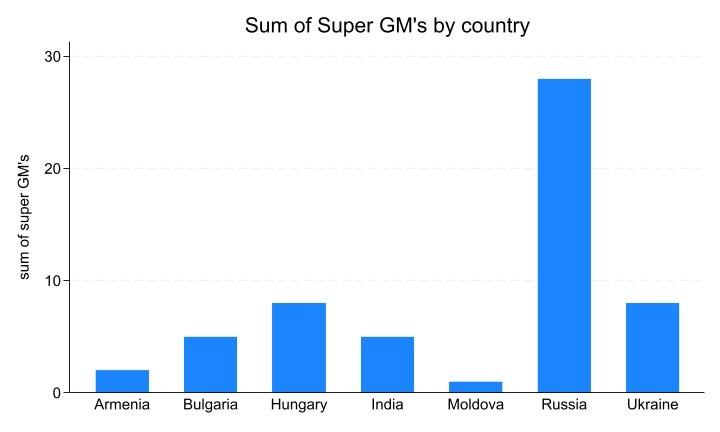 Sum of Super GM's by country
sum of super GM's
30
20
10
0
Armenia Bulgaria Hungary India Moldova Russia Ukraine